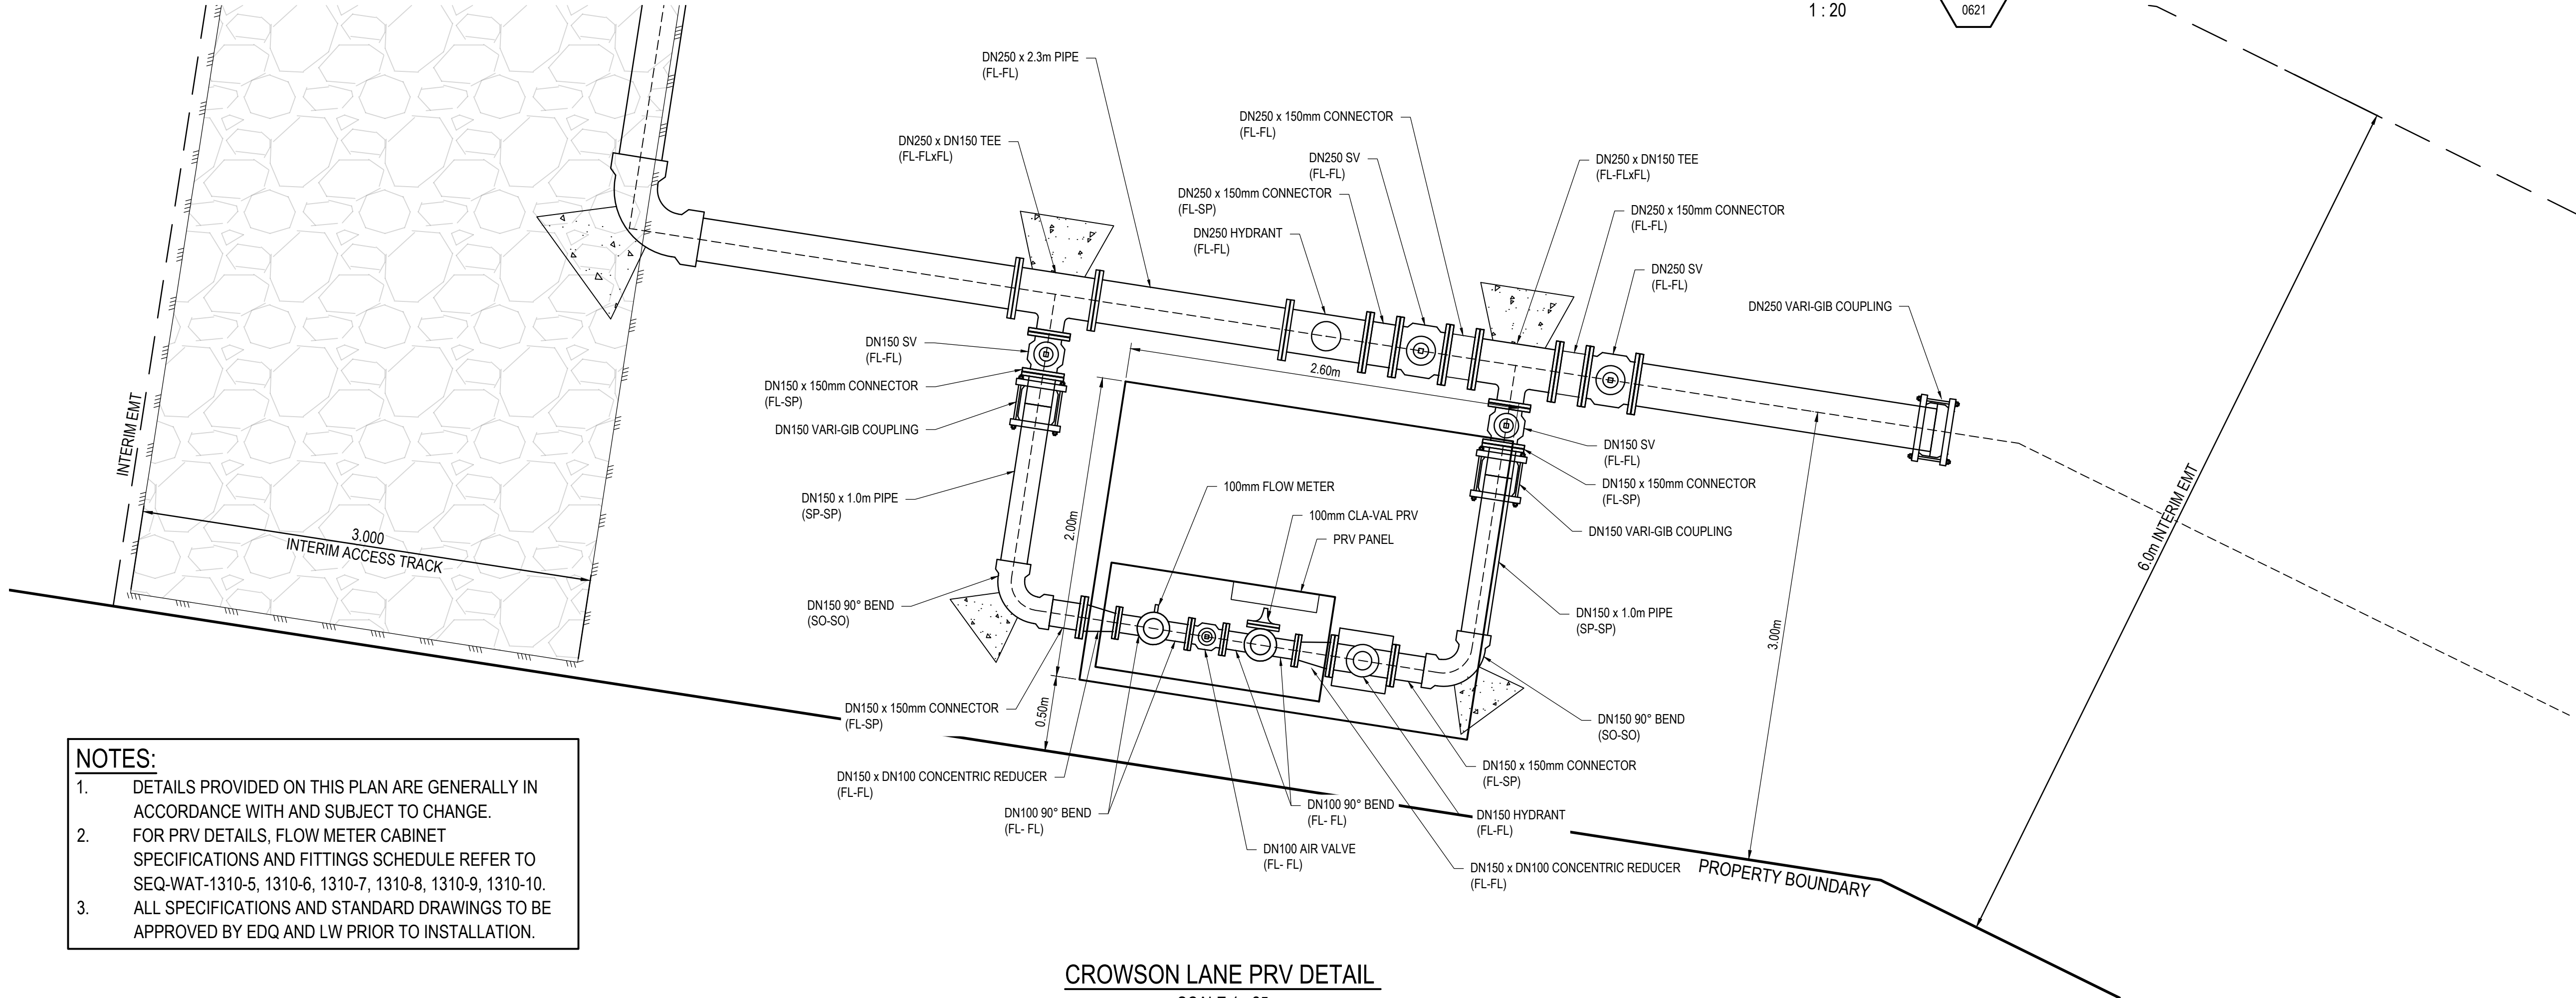 1 : 20
0621
DN250 x 2.3m PIPE
(FL-FL)
DN250 x 150mm CONNECTOR
(FL-FL)
DN250 x DN150 TEE
(FL-FLxFL)
DN250 SV
(FL-FL)
DN250 x DN150 TEE
(FL-FLxFL)
DN250 x 150mm CONNECTOR
(FL-SP)
DN250 x 150mm CONNECTOR
(FL-FL)
DN250 HYDRANT
(FL-FL)
DN250 SV
(FL-FL)
DN250 VARI-GIB COUPLING
DN150 SV
(FL-FL)
2.60m
DN150 x 150mm CONNECTOR
(FL-SP)
DN150 VARI-GIB COUPLING
INTERIM EMT
DN150 SV
(FL-FL)
DN150 x 150mm CONNECTOR
(FL-SP)
100mm FLOW METER
DN150 x 1.0m PIPE
(SP-SP)
100mm CLA-VAL PRV
DN150 VARI-GIB COUPLING
PRV PANEL
2.00m
6.0m INTERIM EMT
3.000
INTERIM ACCESS TRACK
DN150 90° BEND
(SO-SO)
DN150 x 1.0m PIPE
(SP-SP)
3.00m
DN150 x 150mm CONNECTOR
(FL-SP)
0.50m
DN150 90° BEND
(SO-SO)
DN150 x 150mm CONNECTOR
(FL-SP)
DN150 x DN100 CONCENTRIC REDUCER
(FL-FL)
DN100 90° BEND
(FL- FL)
DN100 90° BEND
(FL- FL)
DN150 HYDRANT
(FL-FL)
DN100 AIR VALVE
(FL- FL)
DN150 x DN100 CONCENTRIC REDUCER
(FL-FL)
PROPERTY BOUNDARY
NOTES:
1. DETAILS PROVIDED ON THIS PLAN ARE GENERALLY IN
ACCORDANCE WITH AND SUBJECT TO CHANGE.
2. FOR PRV DETAILS, FLOW METER CABINET
SPECIFICATIONS AND FITTINGS SCHEDULE REFER TO
SEQ-WAT-1310-5, 1310-6, 1310-7, 1310-8, 1310-9, 1310-10.
3. ALL SPECIFICATIONS AND STANDARD DRAWINGS TO BE
APPROVED BY EDQ AND LW PRIOR TO INSTALLATION.
CROWSON LANE PRV DETAIL